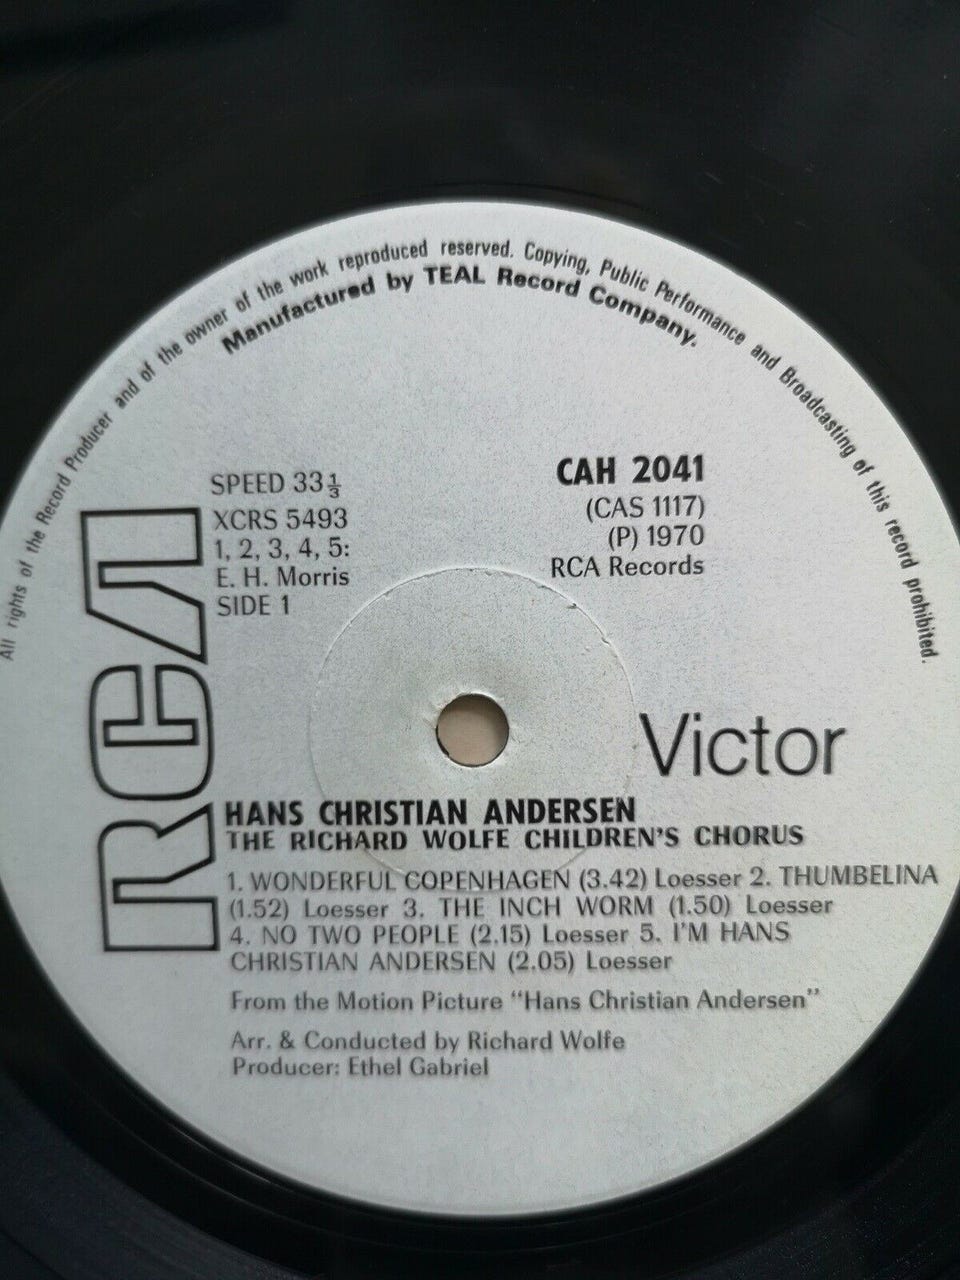 All rights of the Record Producer and of the owner of the work reproduced reserved. Copying, Public Performance and Broadcasting of this record prohibited.
Manufactured by TEAL Record Company.
SPEED 33⅓
XCRS 5493
1, 2, 3, 4, 5:
E. H. Morris
SIDE 1
CAH 2041
(CAS 1117)
(P) 1970
RCA Records
RCA
Victor
HANS CHRISTIAN ANDERSEN
THE RICHARD WOLFE CHILDREN'S CHORUS
1. WONDERFUL COPENHAGEN (3.42) Loesser 2. THUMBELINA
(1.52) Loesser 3. THE INCH WORM (1.50) Loesser
4. NO TWO PEOPLE (2.15) Loesser 5. I'M HANS
CHRISTIAN ANDERSEN (2.05) Loesser
From the Motion Picture "Hans Christian Andersen"
Arr. & Conducted by Richard Wolfe
Producer: Ethel Gabriel